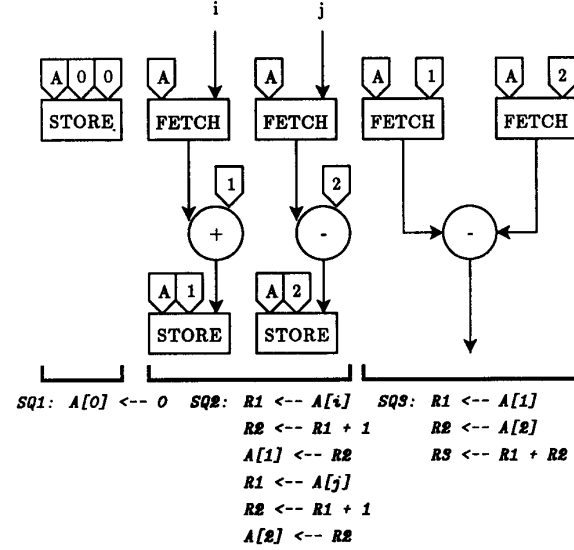 i j
A 0 0 A A A 1 A 2
STORE FETCH FETCH FETCH FETCH
1 2
+ - -
A 1 A 2
STORE STORE
SQ1: A[0] <-- 0 SQ2: R1 <-- A[i] SQ3: R1 <-- A[1]
R2 <-- R1 + 1 R2 <-- A[2]
A[1] <-- R2 R3 <-- R1 + R2
R1 <-- A[j]
R2 <-- R1 + 1
A[2] <-- R2